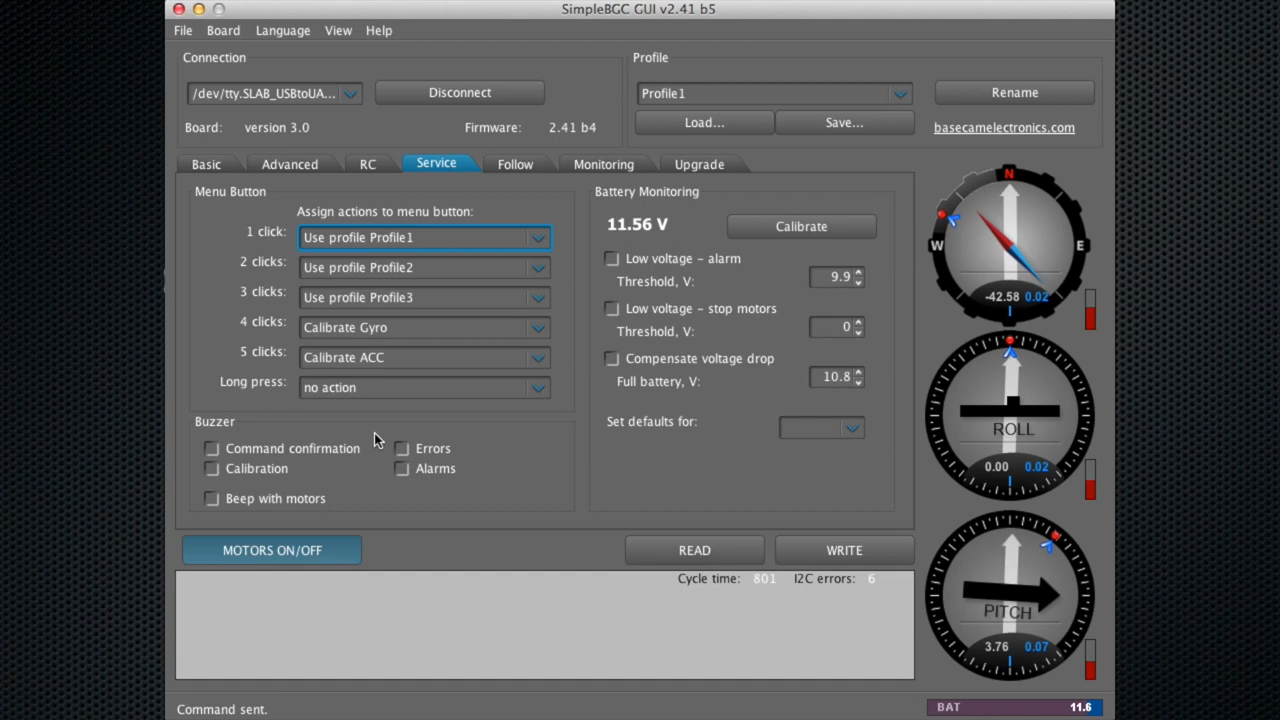 SimpleBGC GUI v2.41 b5
File Board Language View Help
Connection
/dev/tty.SLAB_USBtoUA...
Disconnect
Board: version 3.0 Firmware: 2.41 b4
Profile
Profile1
Rename
Load... Save...
basecamelectronics.com
Basic Advanced RC Service Follow Monitoring Upgrade
Menu Button
Assign actions to menu button:
1 click: Use profile Profile1
2 clicks: Use profile Profile2
3 clicks: Use profile Profile3
4 clicks: Calibrate Gyro
5 clicks: Calibrate ACC
Long press: no action
Buzzer
Command confirmation Errors
Calibration Alarms
Beep with motors
Battery Monitoring
11.56 V Calibrate
Low voltage – alarm
Threshold, V: 9.9
Low voltage – stop motors
Threshold, V: 0
Compensate voltage drop
Full battery, V: 10.8
Set defaults for:
N
W E
-42.58 0.02
ROLL
0.00 0.02
PITCH
3.76 0.07
MOTORS ON/OFF READ WRITE
Cycle time: 801 I2C errors: 6
Command sent.
BAT 11.6